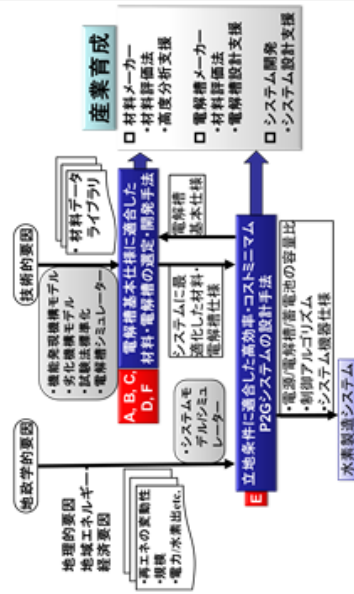 地政学的要因
技術的要因
産業育成
地理的要因
地域エネルギー・
経済要因
・再エネの変動性
・規模
・電力/水素出etc,
・システムモ
デル/シミュ
レーター
・機能発現機構モデル
・劣化機構モデル
・試験法標準化
・電解槽シミュレーター
・材料データ
ライブラリ
A, B, C,
D, F
電解槽基本仕様に適合した
材料・電解槽の選定・開発手法
システムに最
適化した材料・
電解槽仕様
電解槽
基本仕様
E
立地条件に適合した高効率・コストミニマム
P2Gシステムの設計手法
・電源/電解槽/蓄電池の容量比
・制御アルゴリズム
・システム機器仕様
水素製造システム
□ 材料メーカー
・材料評価法
・高度分析支援
□ 電解槽メーカー
・材料評価法
・電解槽設計支援
□ システム開発
・システム設計支援